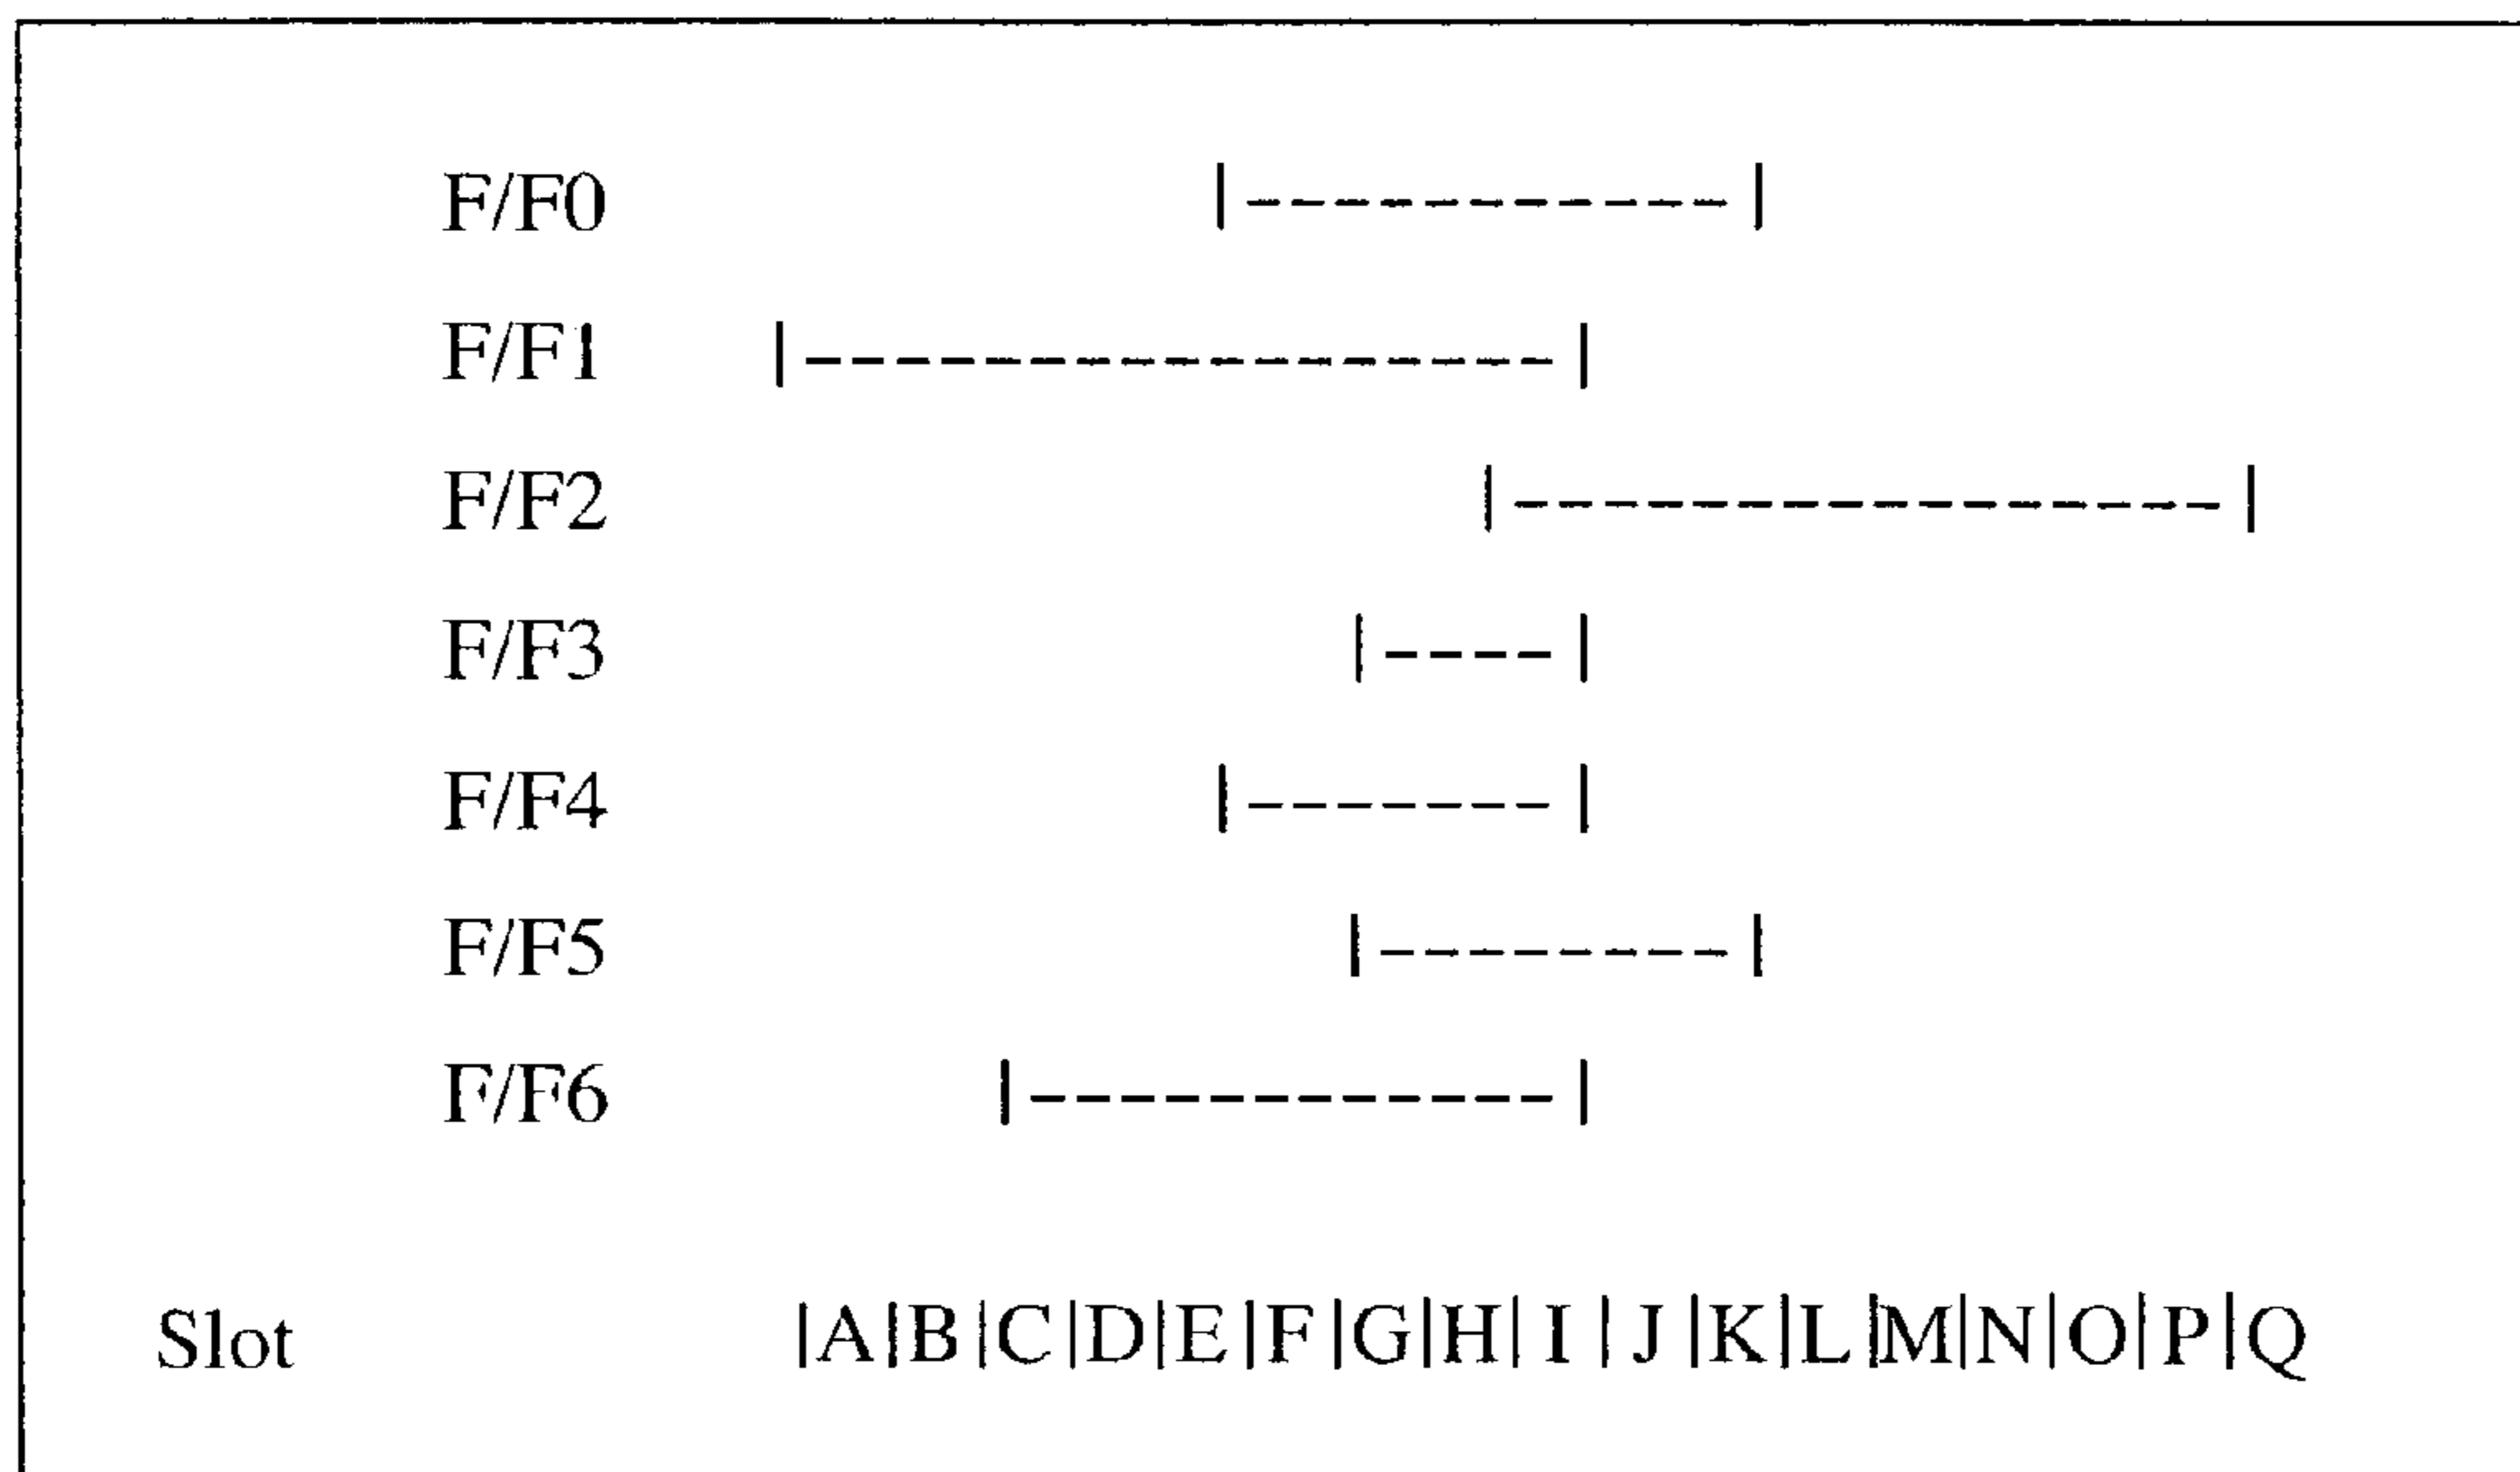 F/F0 |-----------|
F/F1 |-----------------|
F/F2 |----------------|
F/F3 |----|
F/F4 |-------|
F/F5 |--------|
F/F6 |------------|
Slot |A|B|C|D|E|F|G|H|I|J|K|L|M|N|O|P|Q